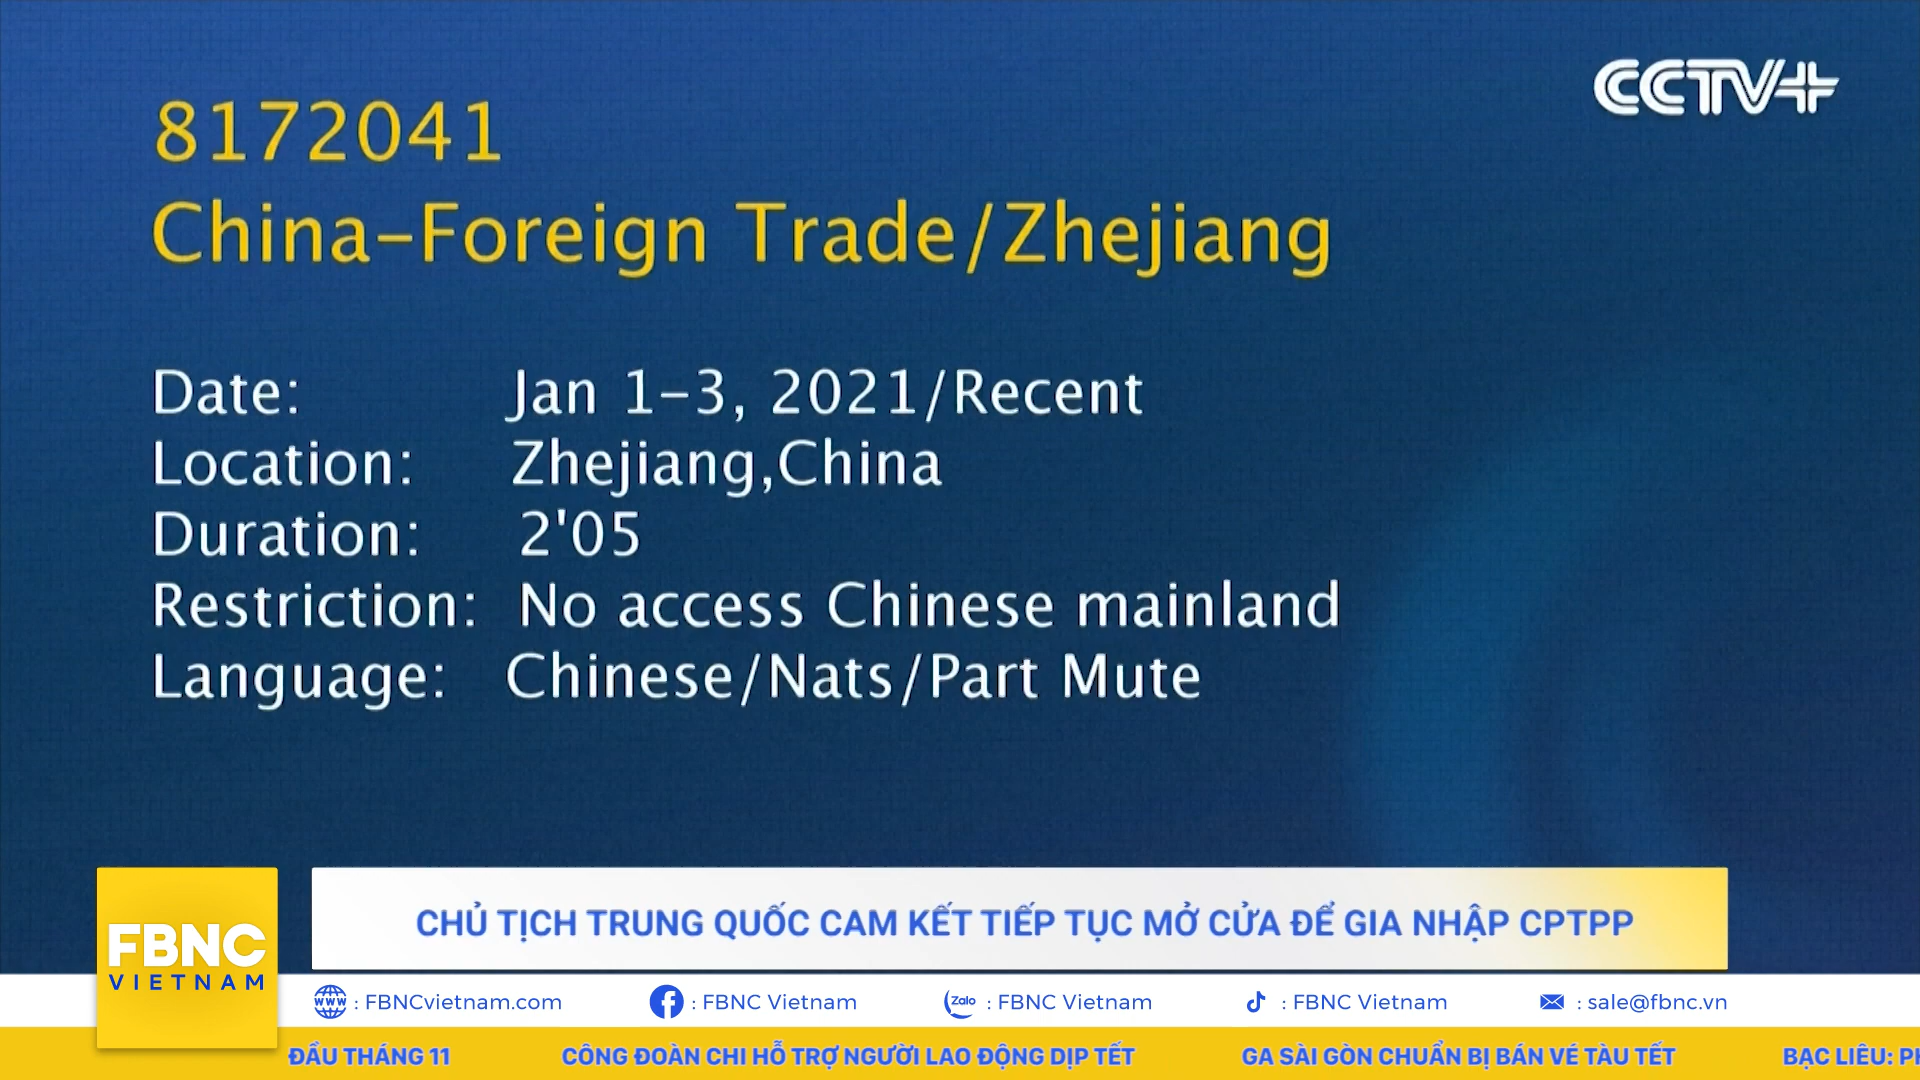 CCTV+
8172041
China-Foreign Trade/Zhejiang
Date: Jan 1-3, 2021/Recent
Location: Zhejiang,China
Duration: 2'05
Restriction: No access Chinese mainland
Language: Chinese/Nats/Part Mute
CHỦ TỊCH TRUNG QUỐC CAM KẾT TIẾP TỤC MỞ CỬA ĐỂ GIA NHẬP CPTPP
FBNC
VIETNAM
www : FBNCvietnam.com : FBNC Vietnam Zalo : FBNC Vietnam : FBNC Vietnam : sale@fbnc.vn
ĐẦU THÁNG 11 CÔNG ĐOÀN CHI HỖ TRỢ NGƯỜI LAO ĐỘNG DỊP TẾT GA SÀI GÒN CHUẨN BỊ BÁN VÉ TÀU TẾT BẠC LIÊU: